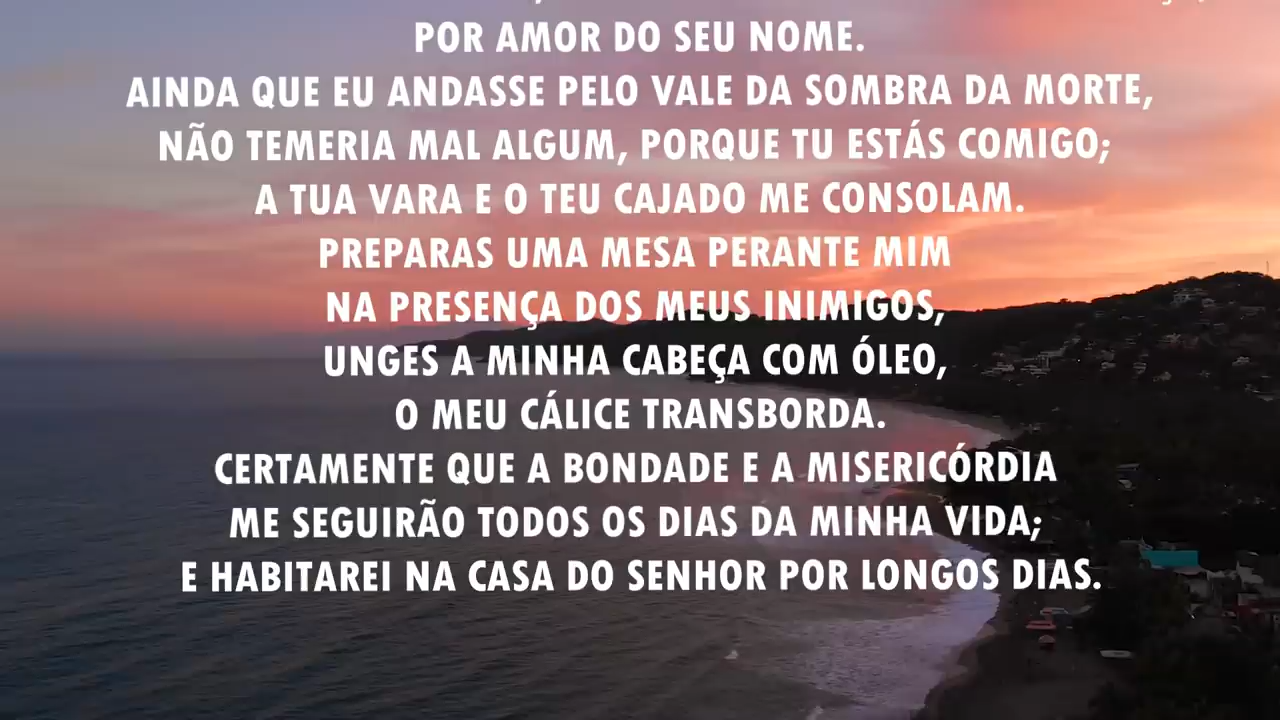 POR AMOR DO SEU NOME.
AINDA QUE EU ANDASSE PELO VALE DA SOMBRA DA MORTE,
NÃO TEMERIA MAL ALGUM, PORQUE TU ESTÁS COMIGO;
A TUA VARA E O TEU CAJADO ME CONSOLAM.
PREPARAS UMA MESA PERANTE MIM
NA PRESENÇA DOS MEUS INIMIGOS,
UNGES A MINHA CABEÇA COM ÓLEO,
O MEU CÁLICE TRANSBORDA.
CERTAMENTE QUE A BONDADE E A MISERICÓRDIA
ME SEGUIRÃO TODOS OS DIAS DA MINHA VIDA;
E HABITAREI NA CASA DO SENHOR POR LONGOS DIAS.